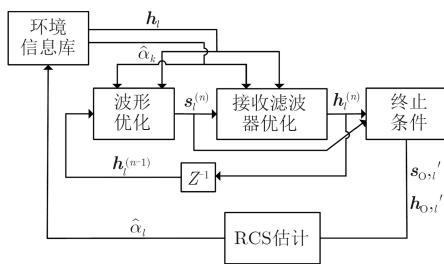 环境
信息库
h_l
α̂_k
波形
优化
s_l^(n)
接收滤波
器优化
h_l^(n)
终止
条件
h_l^(n-1)
Z^-1
s_O,l'
h_O,l'
α̂_l
RCS估计